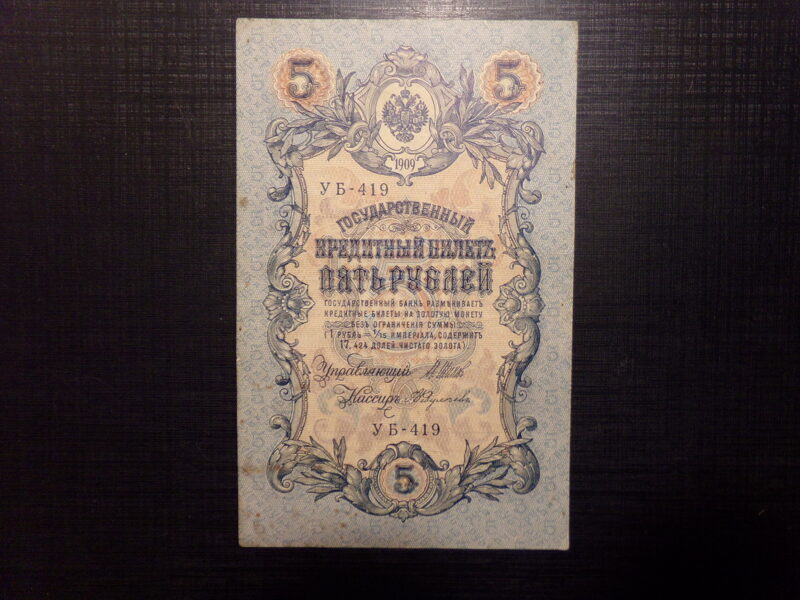 5 5
1909
УБ-419
ГОСУДАРСТВЕННЫЙ
КРЕДИТНЫЙ БИЛЕТЪ
ПЯТЬ РУБЛЕЙ
ГОСУДАРСТВЕННЫЙ БАНКЪ РАЗМѢНИВАЕТЪ
КРЕДИТНЫЕ БИЛЕТЫ НА ЗОЛОТУЮ МОНЕТУ
БЕЗЪ ОГРАНИЧЕНІЯ СУММЫ
(1 РУБЛЬ = 1/15 ИМПЕРІАЛА, СОДЕРЖИТЪ
17,424 ДОЛЕЙ ЧИСТАГО ЗОЛОТА).
Управляющій
Кассиръ
УБ-419
5